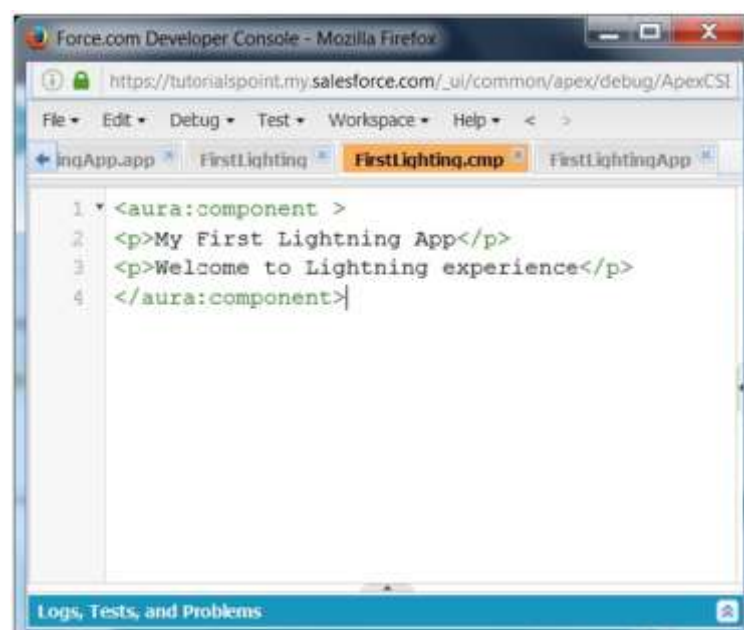 Force.com Developer Console - Mozilla Firefox
https://tutorialspoint.my.salesforce.com/_ui/common/apex/debug/ApexCSI
File Edit Debug Test Workspace Help < >
ingApp.app FirstLighting FirstLighting.cmp FirstLightingApp
1 <aura:component >
2 <p>My First Lightning App</p>
3 <p>Welcome to Lightning experience</p>
4 </aura:component>
Logs, Tests, and Problems